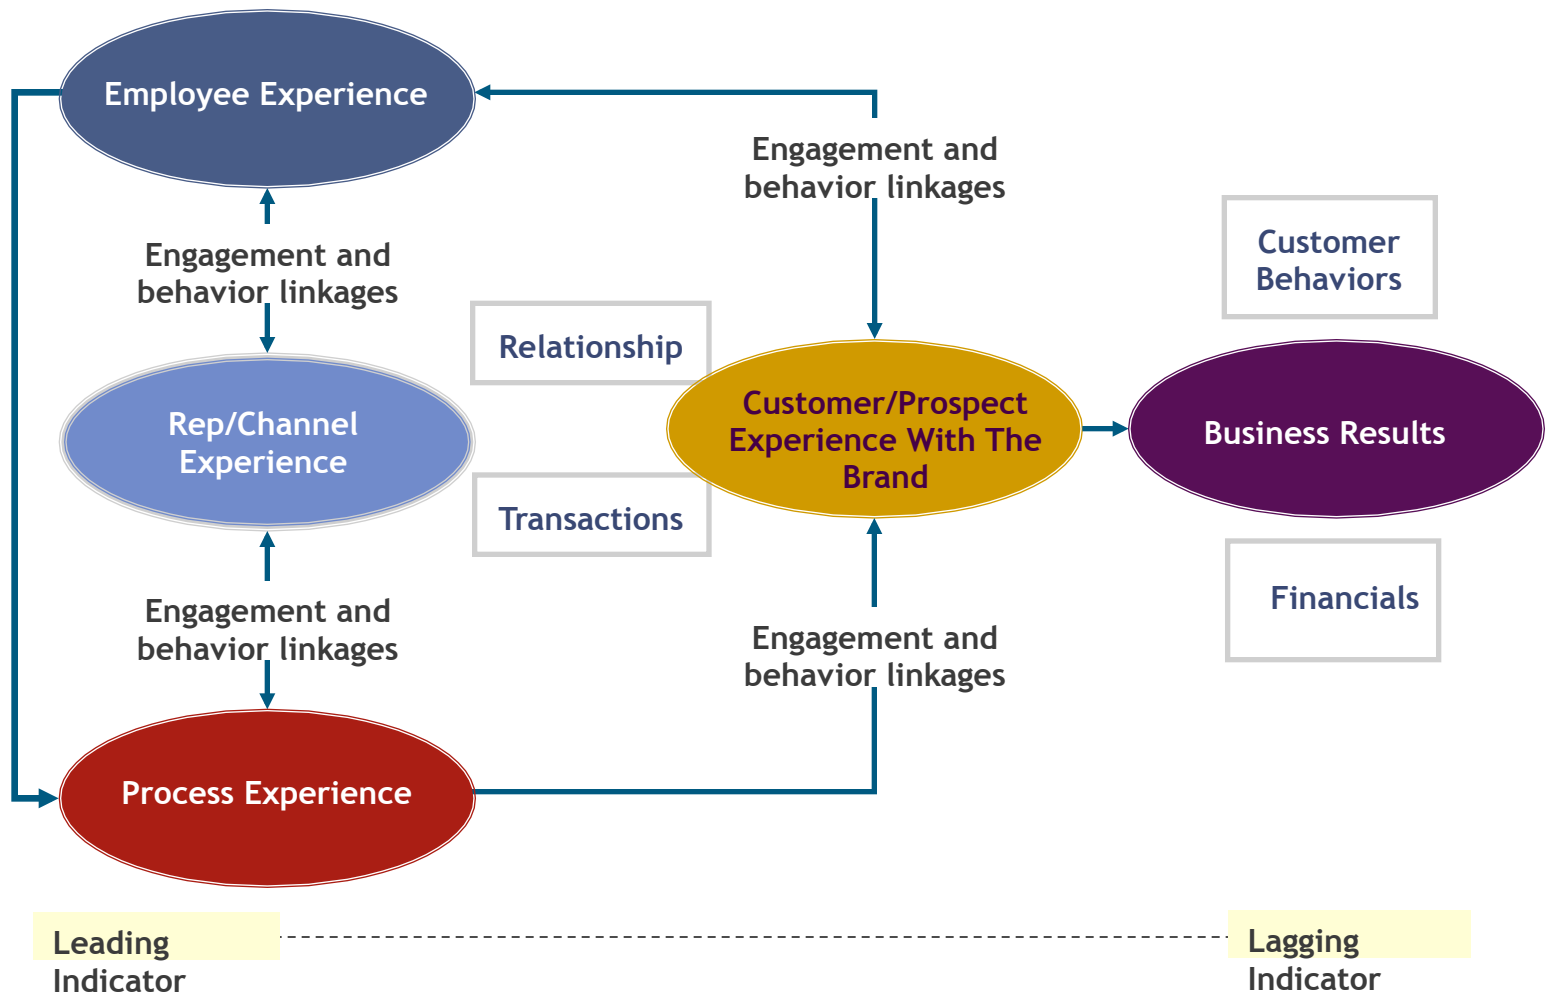 Employee Experience
Engagement and
behavior linkages
Engagement and
behavior linkages
Customer
Behaviors
Relationship
Rep/Channel
Experience
Customer/Prospect
Experience With The
Brand
Business Results
Transactions
Financials
Engagement and
behavior linkages
Engagement and
behavior linkages
Process Experience
Leading
Indicator
Lagging
Indicator